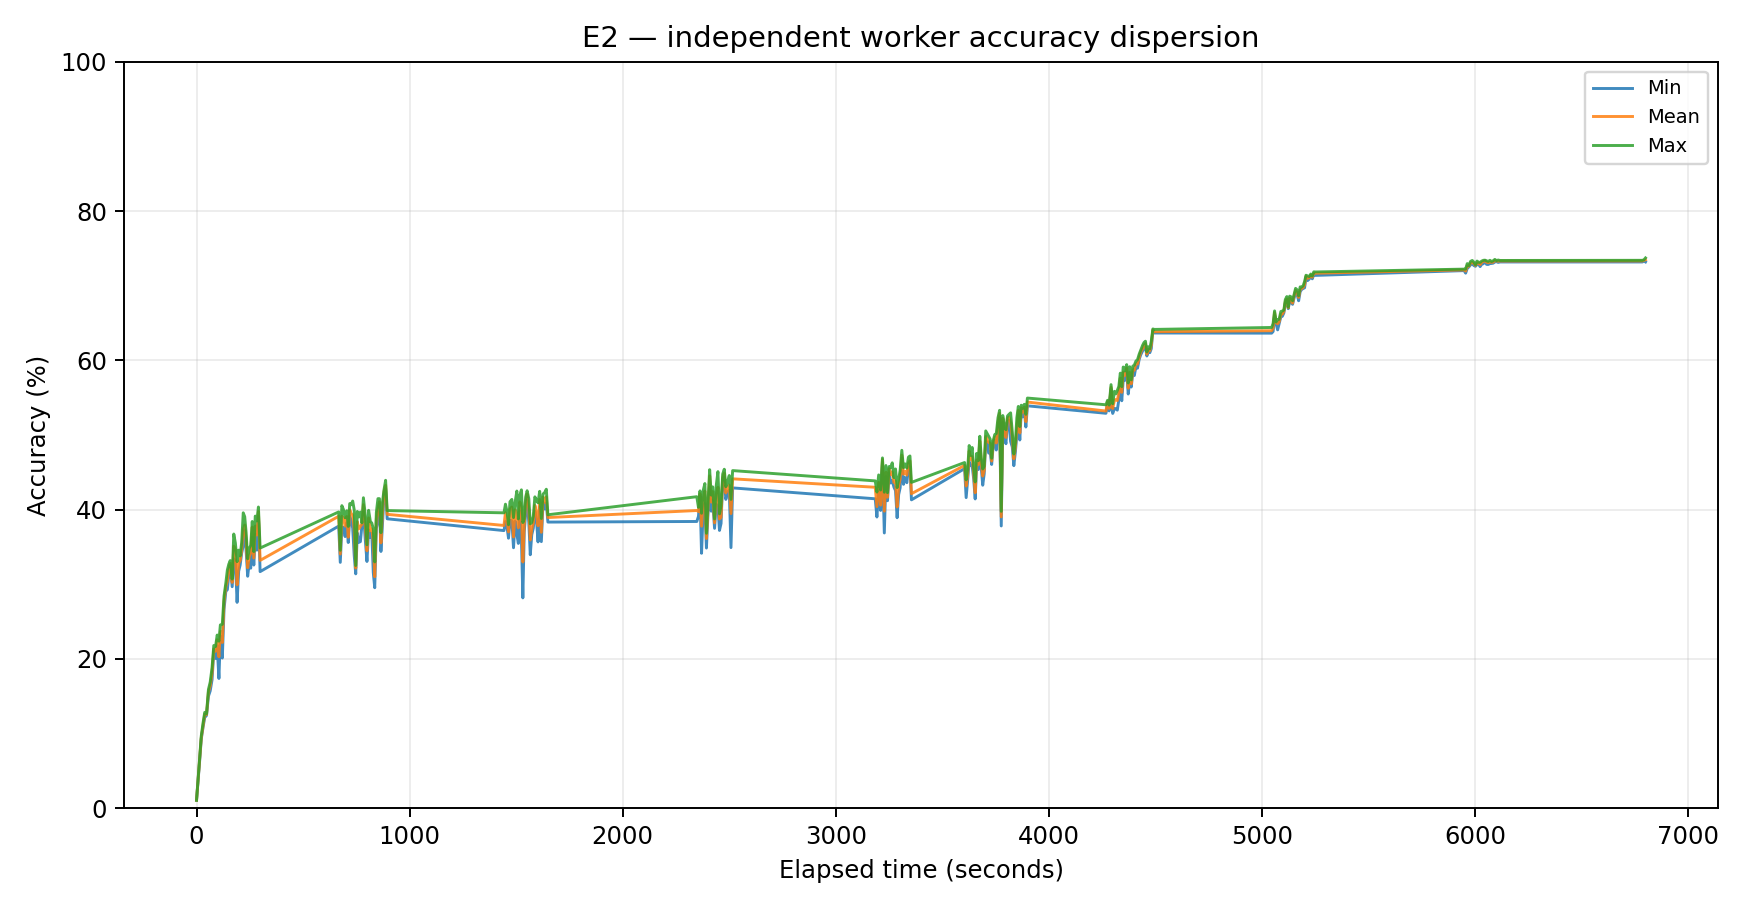 E2 — independent worker accuracy dispersion
Min
Mean
Max
100
80
60
40
20
0
Accuracy (%)
0 1000 2000 3000 4000 5000 6000 7000
Elapsed time (seconds)